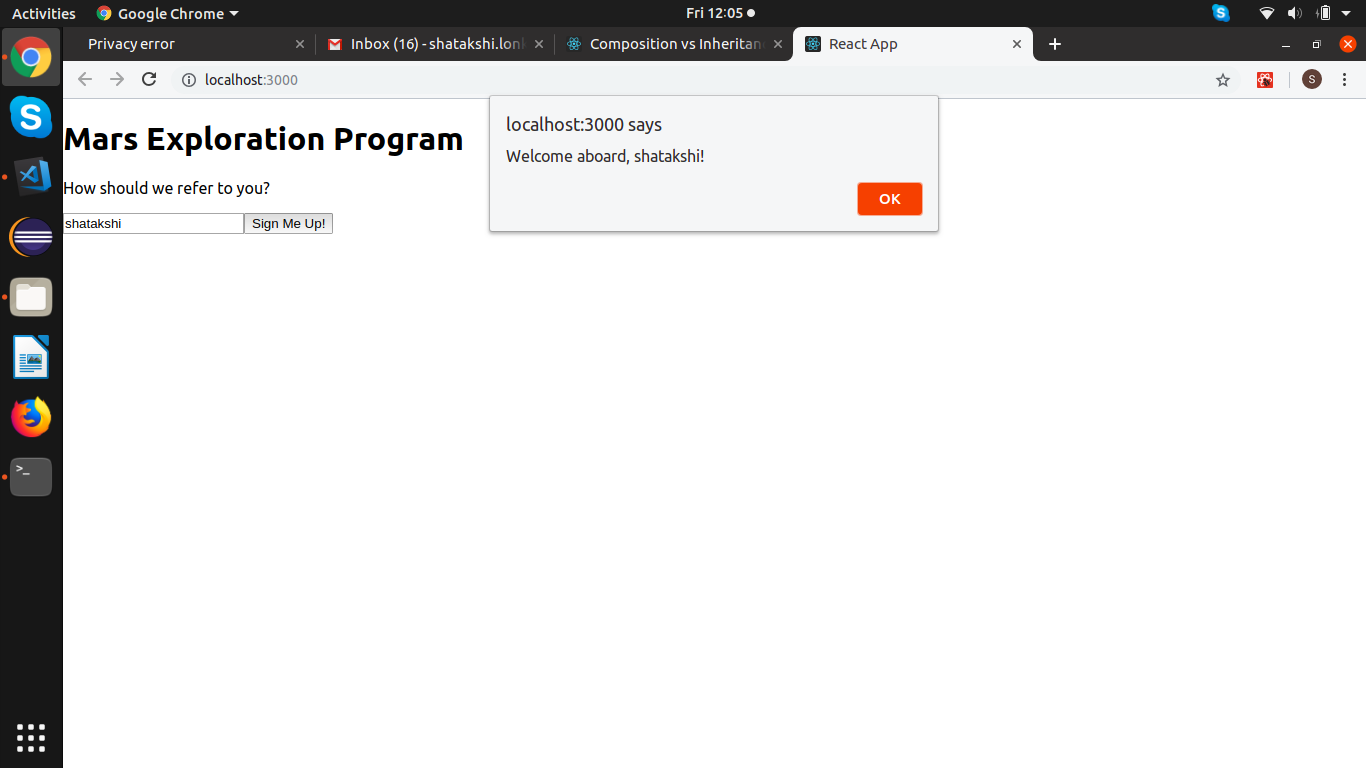 Activities Google Chrome Fri 12:05
Privacy error Inbox (16) - shatakshi.lon Composition vs Inheritan React App
localhost:3000 S
localhost:3000 says
Welcome aboard, shatakshi!
OK
Mars Exploration Program
How should we refer to you?
shatakshi Sign Me Up!